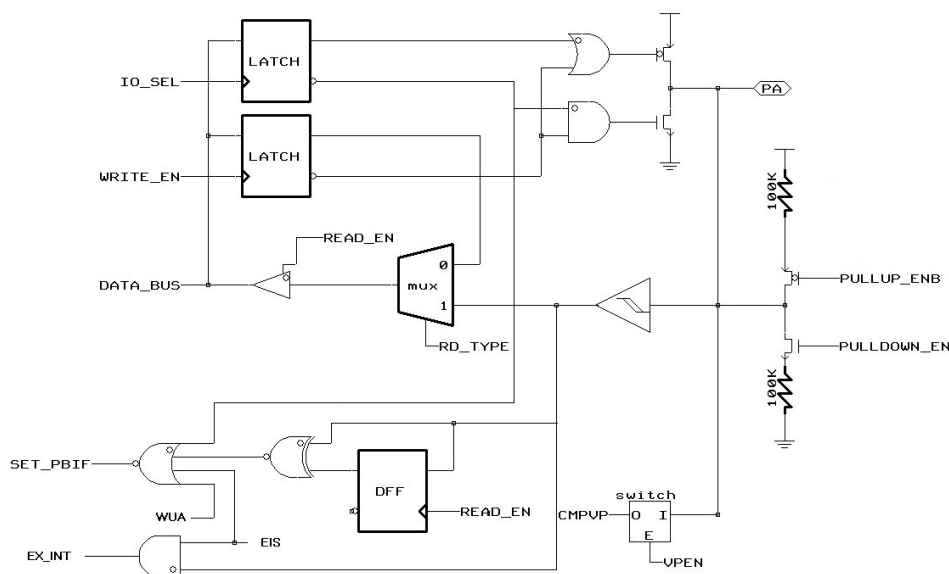 LATCH
IO_SEL
PA
LATCH
WRITE_EN
100K
READ_EN
0
PULLUP_ENB
DATA_BUS
mux
1
RD_TYPE
PULLDOWN_EN
100K
SET_PBIF
DFF
switch
READ_EN
CMPVP
O I
E
WUA
EIS
EX_INT
VPEN